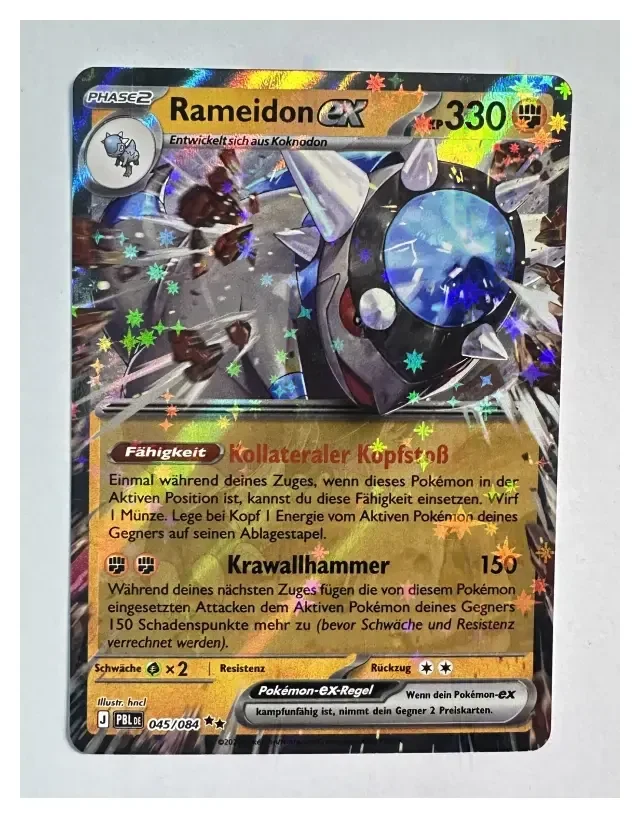 PHASE 2 Rameidon ex KP 330
Entwickelt sich aus Koknodon
Fähigkeit Kollateraler Kopfstoß
Einmal während deines Zuges, wenn dieses Pokémon in der
Aktiven Position ist, kannst du diese Fähigkeit einsetzen. Wirf
1 Münze. Lege bei Kopf 1 Energie vom Aktiven Pokémon deines
Gegners auf seinen Ablagestapel.
Krawallhammer 150
Während deines nächsten Zuges fügen die von diesem Pokémon
eingesetzten Attacken dem Aktiven Pokémon deines Gegners
150 Schadenspunkte mehr zu (bevor Schwäche und Resistenz
verrechnet werden).
Schwäche ×2 Resistenz Rückzug
Illustr. hncl
Pokémon-ex-Regel Wenn dein Pokémon-ex
kampfunfähig ist, nimmt dein Gegner 2 Preiskarten.
J PBL DE 045/084